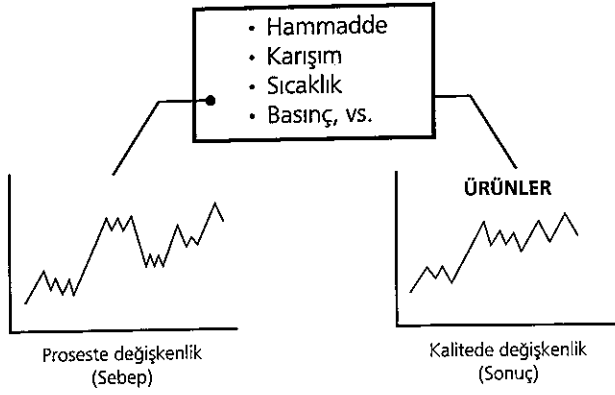 • Hammadde
• Karışım
• Sıcaklık
• Basınç, vs.
ÜRÜNLER
Proseste değişkenlik
(Sebep)
Kalitede değişkenlik
(Sonuç)